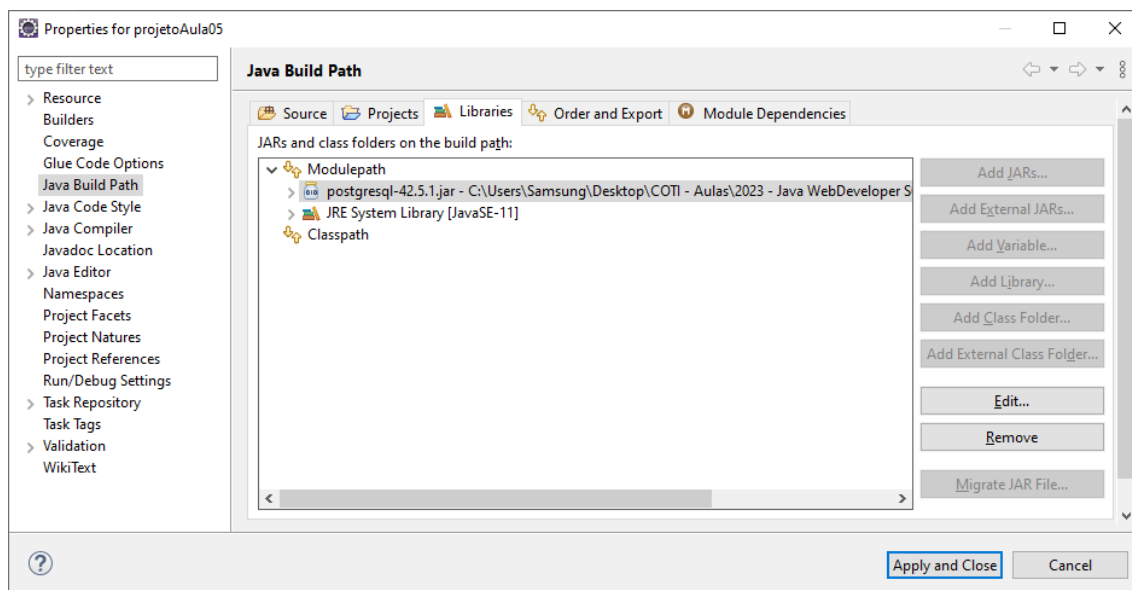 Properties for projetoAula05
type filter text
Resource
Builders
Coverage
Glue Code Options
Java Build Path
Java Code Style
Java Compiler
Javadoc Location
Java Editor
Namespaces
Project Facets
Project Natures
Project References
Run/Debug Settings
Task Repository
Task Tags
Validation
WikiText
Java Build Path
Source Projects Libraries Order and Export Module Dependencies
JARs and class folders on the build path:
Modulepath
postgresql-42.5.1.jar - C:\Users\Samsung\Desktop\COTI - Aulas\2023 - Java WebDeveloper S
JRE System Library [JavaSE-11]
Classpath
Add JARs...
Add External JARs...
Add Variable...
Add Library...
Add Class Folder...
Add External Class Folder...
Edit...
Remove
Migrate JAR File...
Apply and Close
Cancel